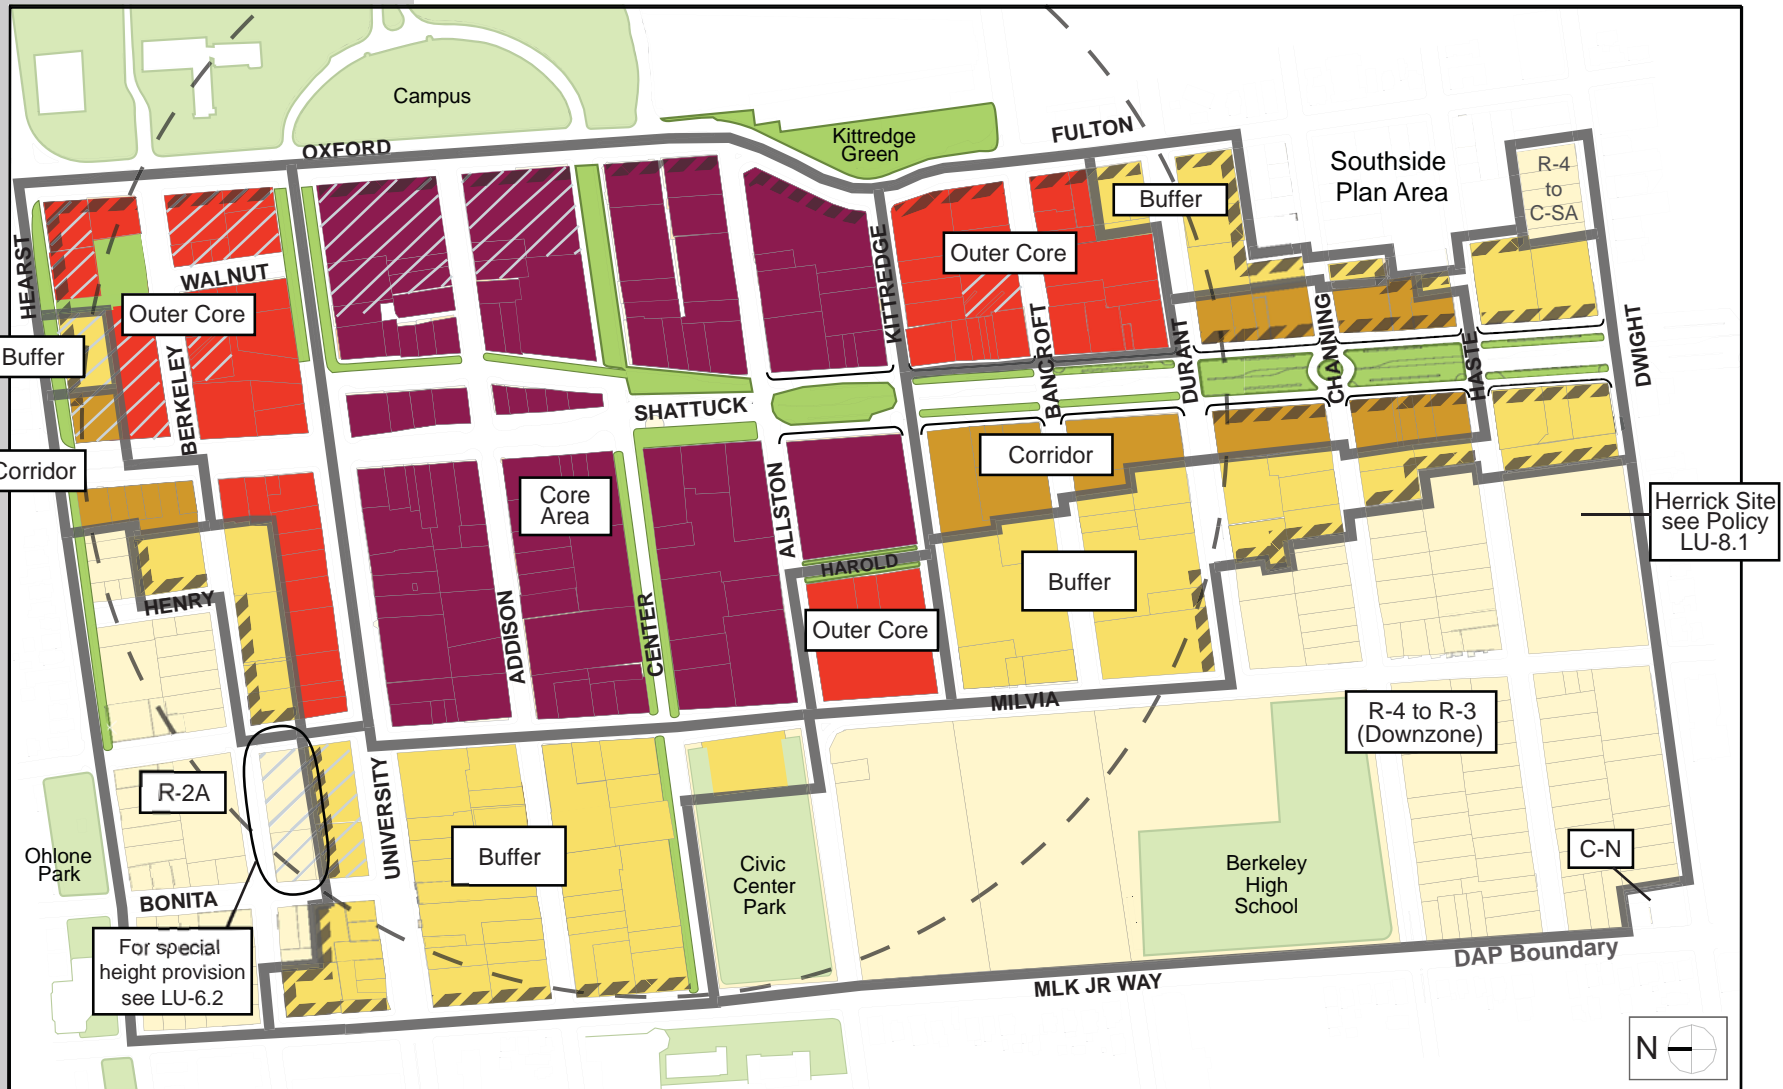 Campus
OXFORD
Kittredge
Green
FULTON
Southside
Plan Area
R-4
to
C-SA
Buffer
HEARST
WALNUT
Outer Core
KITTREDGE
Outer Core
Buffer
BERKELEY
BANCROFT
DURANT
CHANNING
HASTE
DWIGHT
SHATTUCK
Corridor
Corridor
Core
Area
ALLSTON
Herrick Site
see Policy
LU-8.1
HAROLD
Buffer
HENRY
ADDISON
CENTER
Outer Core
MILVIA
R-4 to R-3
(Downzone)
R-2A
UNIVERSITY
Buffer
Ohlone
Park
Civic
Center
Park
Berkeley
High
School
C-N
BONITA
For special
height provision
see LU-6.2
DAP Boundary
MLK JR WAY
N